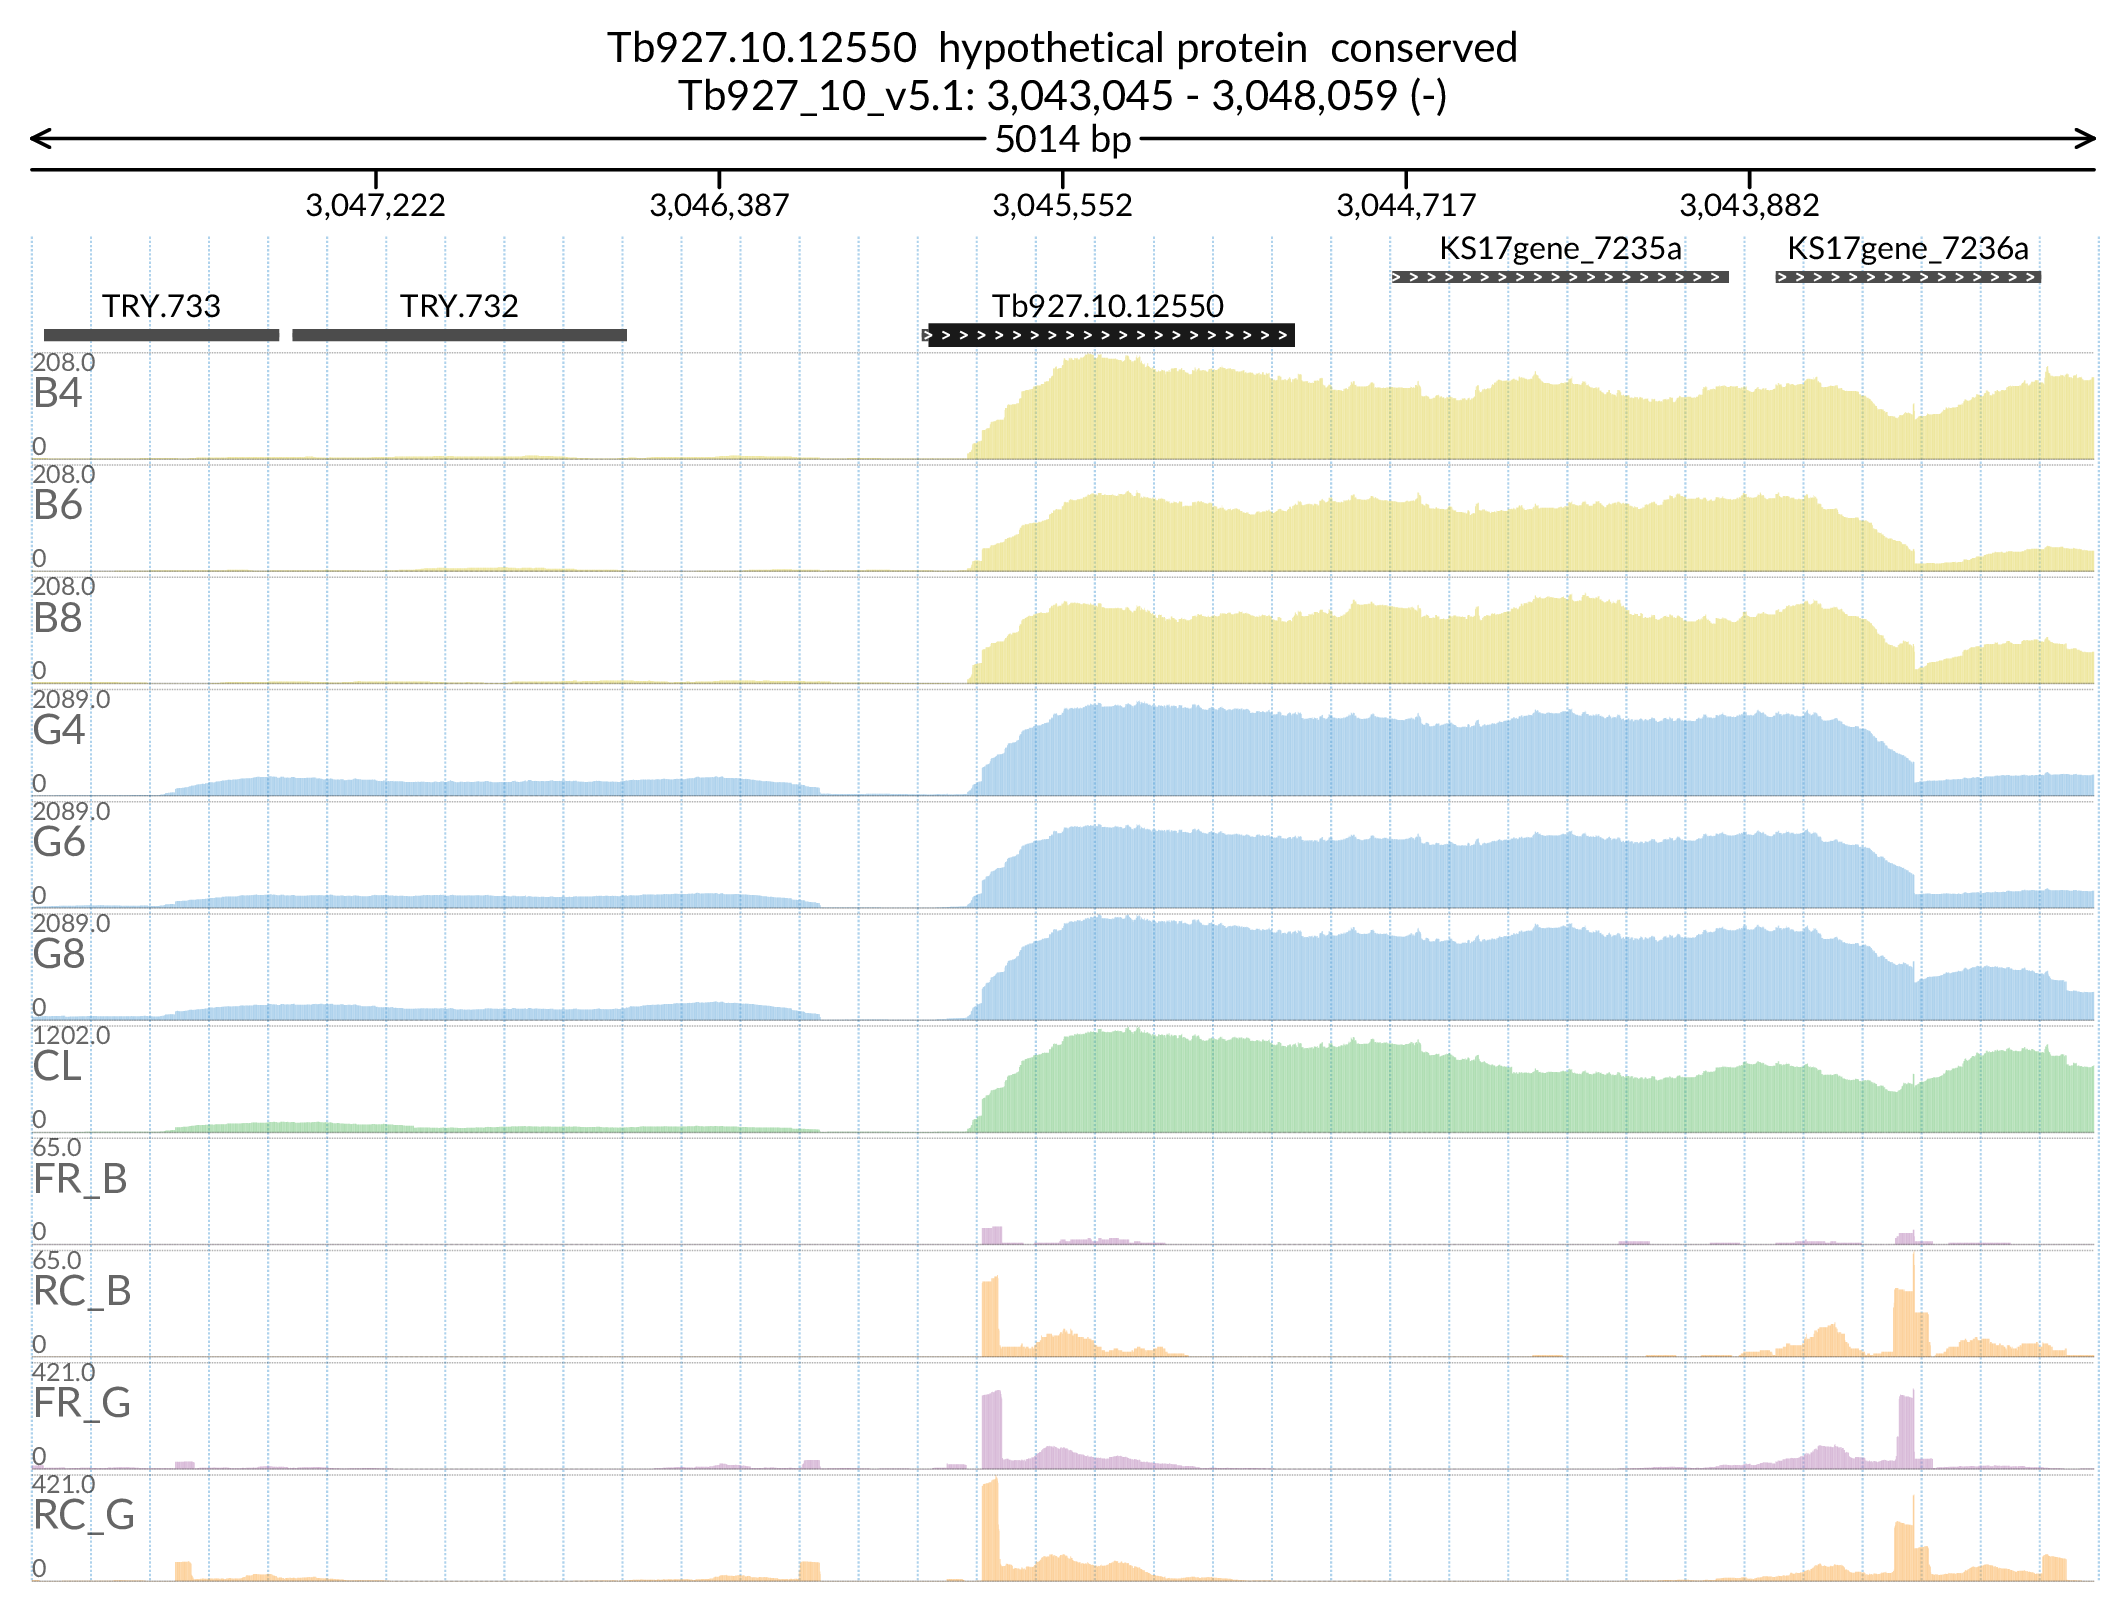 Tb927.10.12550 hypothetical protein conserved
Tb927_10_v5.1: 3,043,045 - 3,048,059 (-)
5014 bp
3,047,222 3,046,387 3,045,552 3,044,717 3,043,882
KS17gene_7235a KS17gene_7236a
TRY.733 TRY.732 Tb927.10.12550
208.0
B4
0
208.0
B6
0
208.0
B8
0
2089.0
G4
0
2089.0
G6
0
2089.0
G8
0
1202.0
CL
0
65.0
FR_B
0
65.0
RC_B
0
421.0
FR_G
0
421.0
RC_G
0